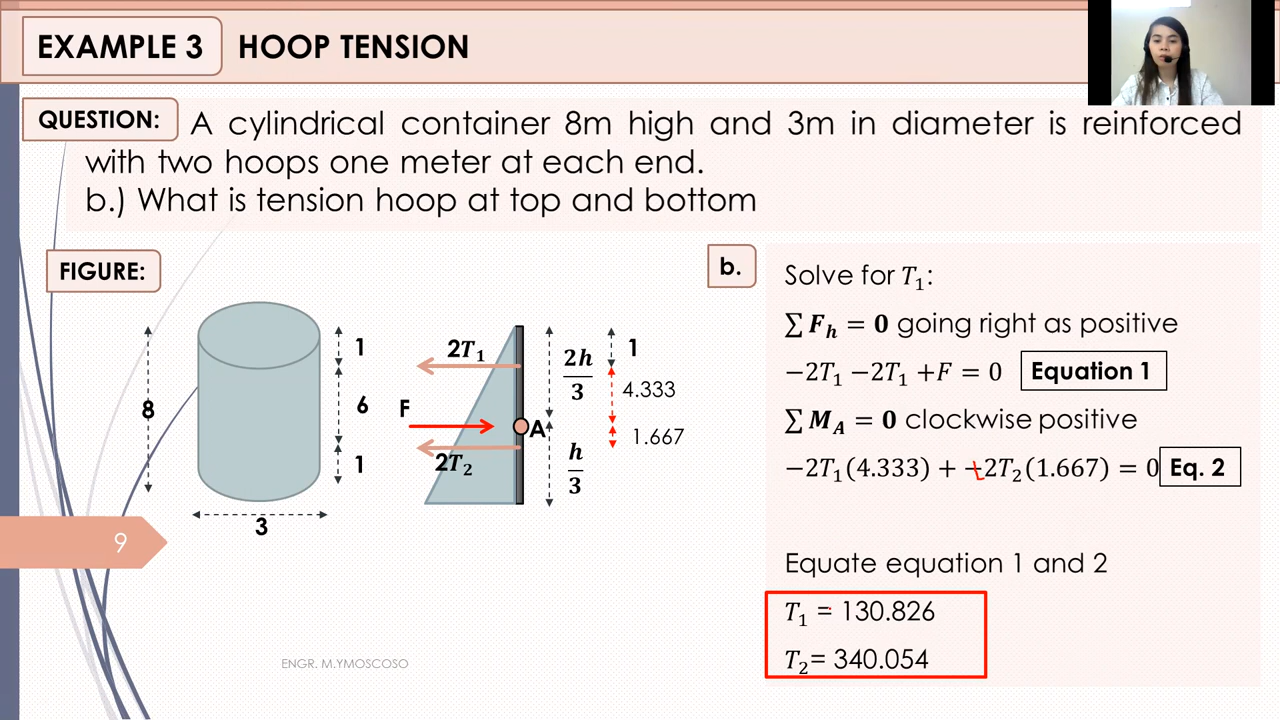 EXAMPLE 3 HOOP TENSION
QUESTION: A cylindrical container 8m high and 3m in diameter is reinforced
with two hoops one meter at each end.
b.) What is tension hoop at top and bottom
FIGURE:
8
1
6
1
3
2T₁
F
A
2T₂
2h/3
h/3
1
4.333
1.667
b.
Solve for T₁:
∑ F_h = 0 going right as positive
−2T₁ −2T₁ +F = 0 Equation 1
∑ M_A = 0 clockwise positive
−2T₁(4.333) + −2T₂(1.667) = 0 Eq. 2
Equate equation 1 and 2
T₁ = 130.826
T₂= 340.054
9
ENGR. M.YMOSCOSO